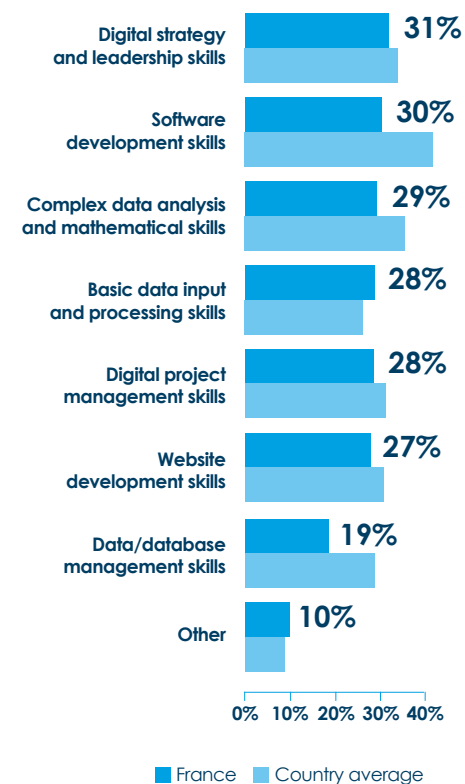 Digital strategy
and leadership skills
31%
Software
development skills
30%
Complex data analysis
and mathematical skills
29%
Basic data input
and processing skills
28%
Digital project
management skills
28%
Website
development skills
27%
Data/database
management skills
19%
Other
10%
0% 10% 20% 30% 40%
France Country average